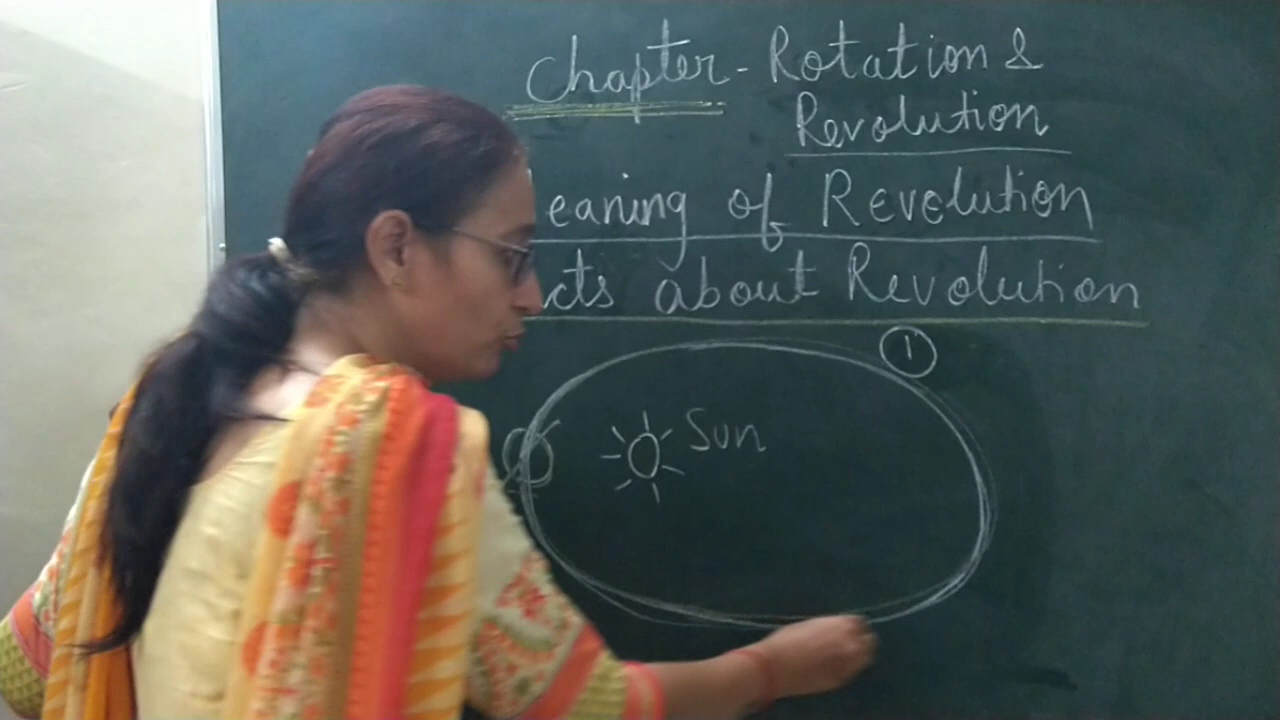 Chapter - Rotation &
Revolution
eaning of Revolution
cts about Revolution
1
Sun